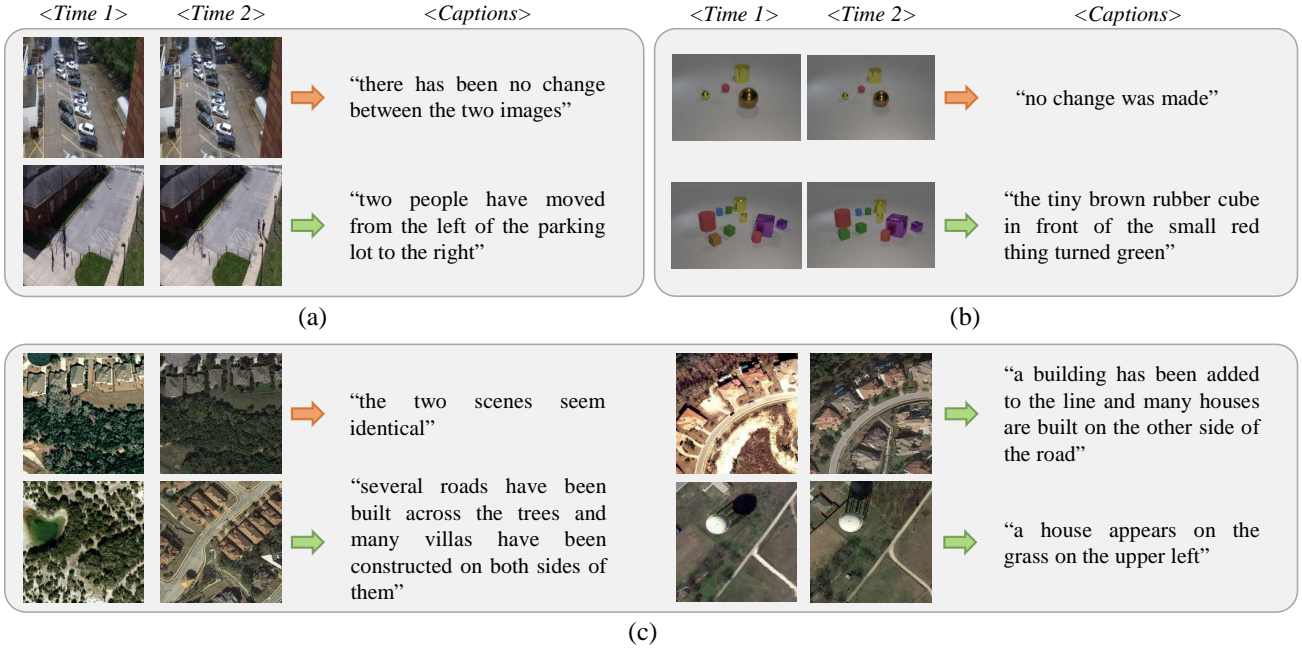 <Time 1> <Time 2> <Captions>
“there has been no change
between the two images”
“two people have moved
from the left of the parking
lot to the right”
(a)
<Time 1> <Time 2> <Captions>
“no change was made”
“the tiny brown rubber cube
in front of the small red
thing turned green”
(b)
“the two scenes seem
identical”
“several roads have been
built across the trees and
many villas have been
constructed on both sides of
them”
“a building has been added
to the line and many houses
are built on the other side of
the road”
“a house appears on the
grass on the upper left”
(c)